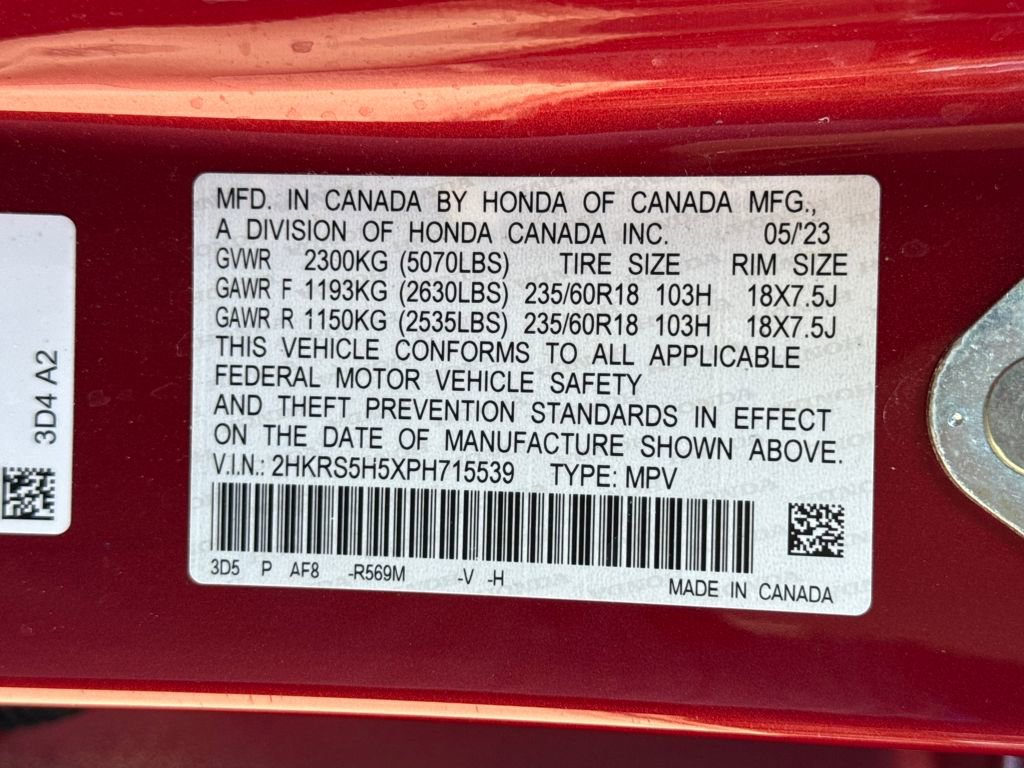 MFD. IN CANADA BY HONDA OF CANADA MFG.,
A DIVISION OF HONDA CANADA INC. 05/'23
GVWR 2300KG (5070LBS) TIRE SIZE RIM SIZE
GAWR F 1193KG (2630LBS) 235/60R18 103H 18X7.5J
GAWR R 1150KG (2535LBS) 235/60R18 103H 18X7.5J
THIS VEHICLE CONFORMS TO ALL APPLICABLE
FEDERAL MOTOR VEHICLE SAFETY
AND THEFT PREVENTION STANDARDS IN EFFECT
ON THE DATE OF MANUFACTURE SHOWN ABOVE.
V.I.N.: 2HKRS5H5XPH715539 TYPE: MPV
3D5 P AF8 -R569M -V -H
MADE IN CANADA
3D4 A2